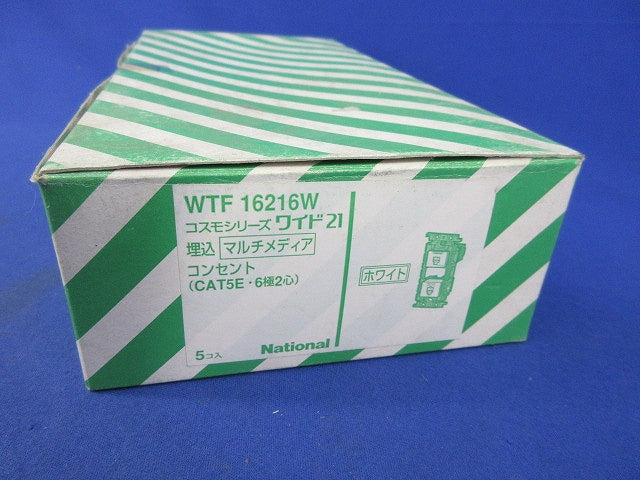 WTF 16216W
コスモシリーズ ワイド21
埋込 マルチメディア
コンセント
(CAT5E・6極2心)
ホワイト
5コ入 National